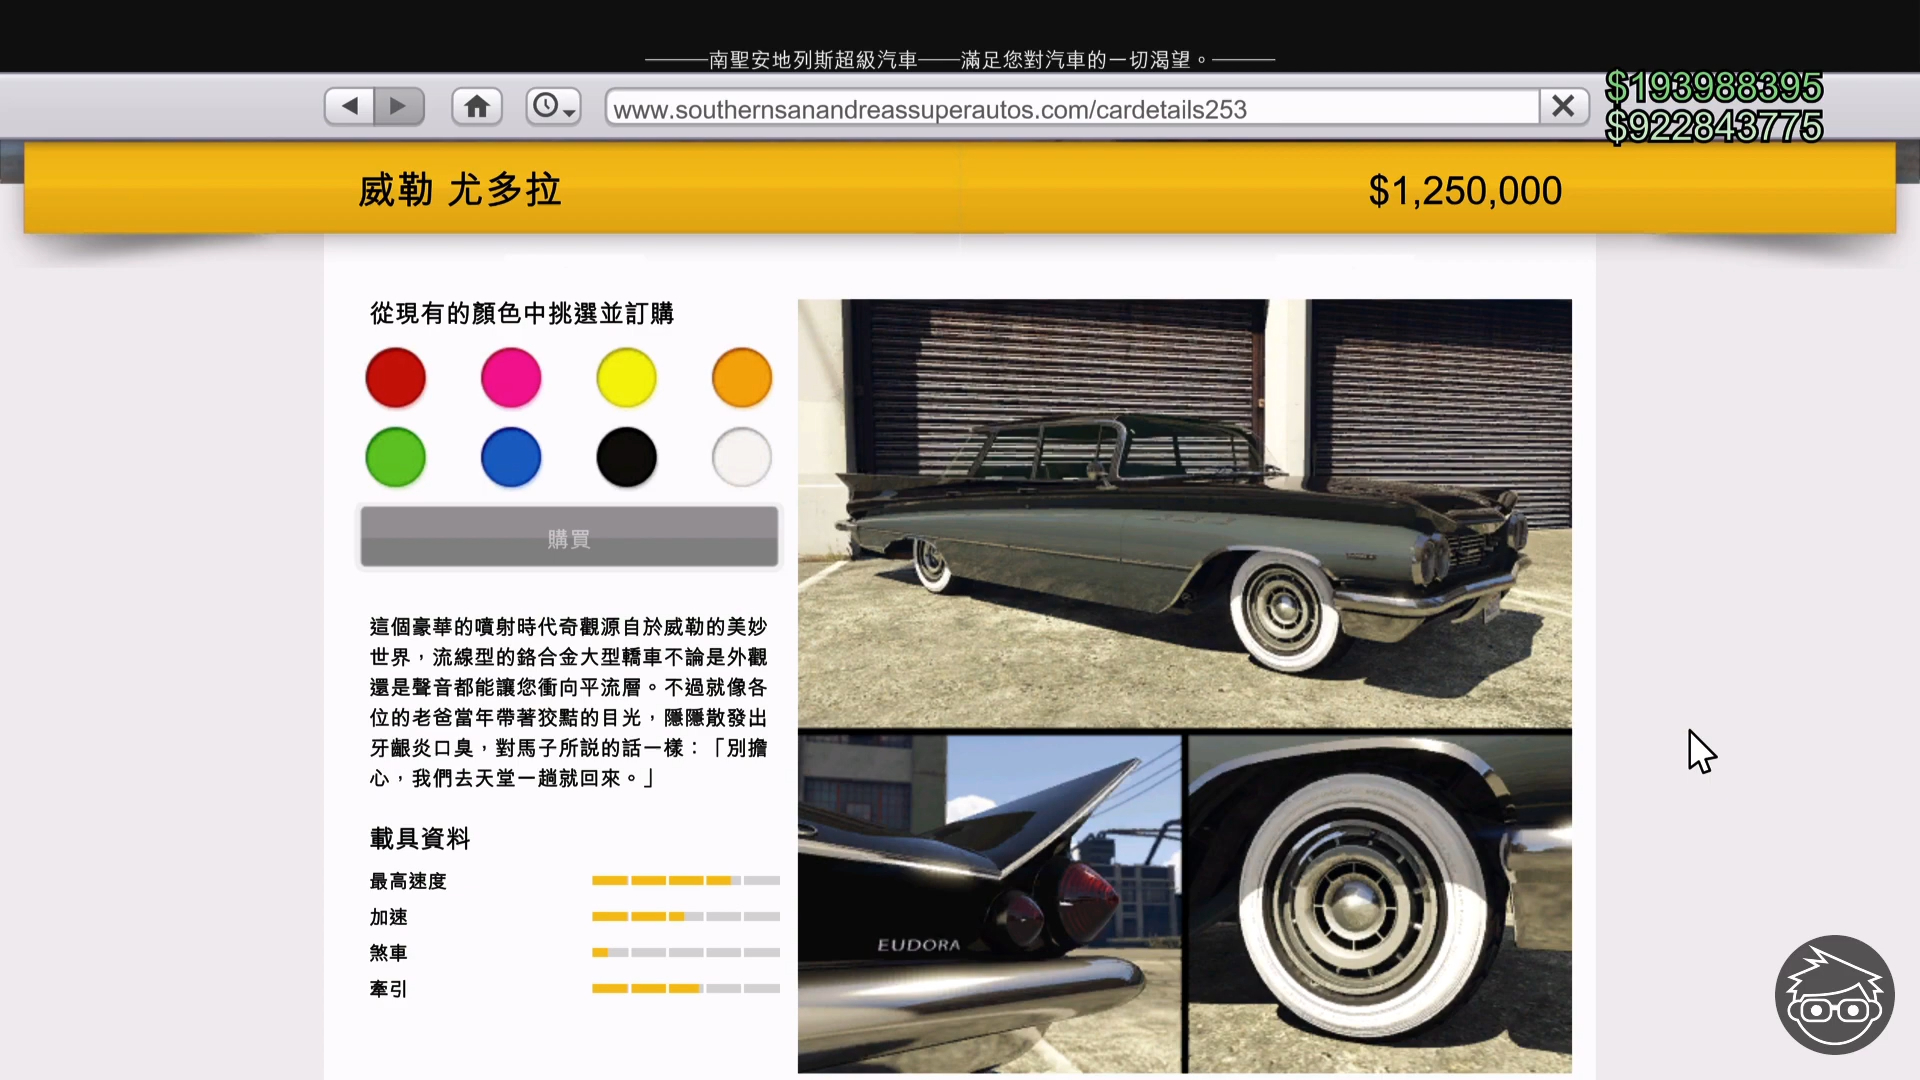 ———南聖安地列斯超級汽車——滿足您對汽車的一切渴望。———
www.southernsanandreassuperautos.com/cardetails253
$193988395
$922843775
威勒 尤多拉
$1,250,000
從現有的顏色中挑選並訂購
購買
這個豪華的噴射時代奇觀源自於威勒的美妙
世界，流線型的鉻合金大型轎車不論是外觀
還是聲音都能讓您衝向平流層。不過就像各
位的老爸當年帶著狡黠的目光，隱隱散發出
牙齦炎口臭，對馬子所說的話一樣：「別擔
心，我們去天堂一趟就回來。」
載具資料
最高速度
加速
煞車
牽引
EUDORA